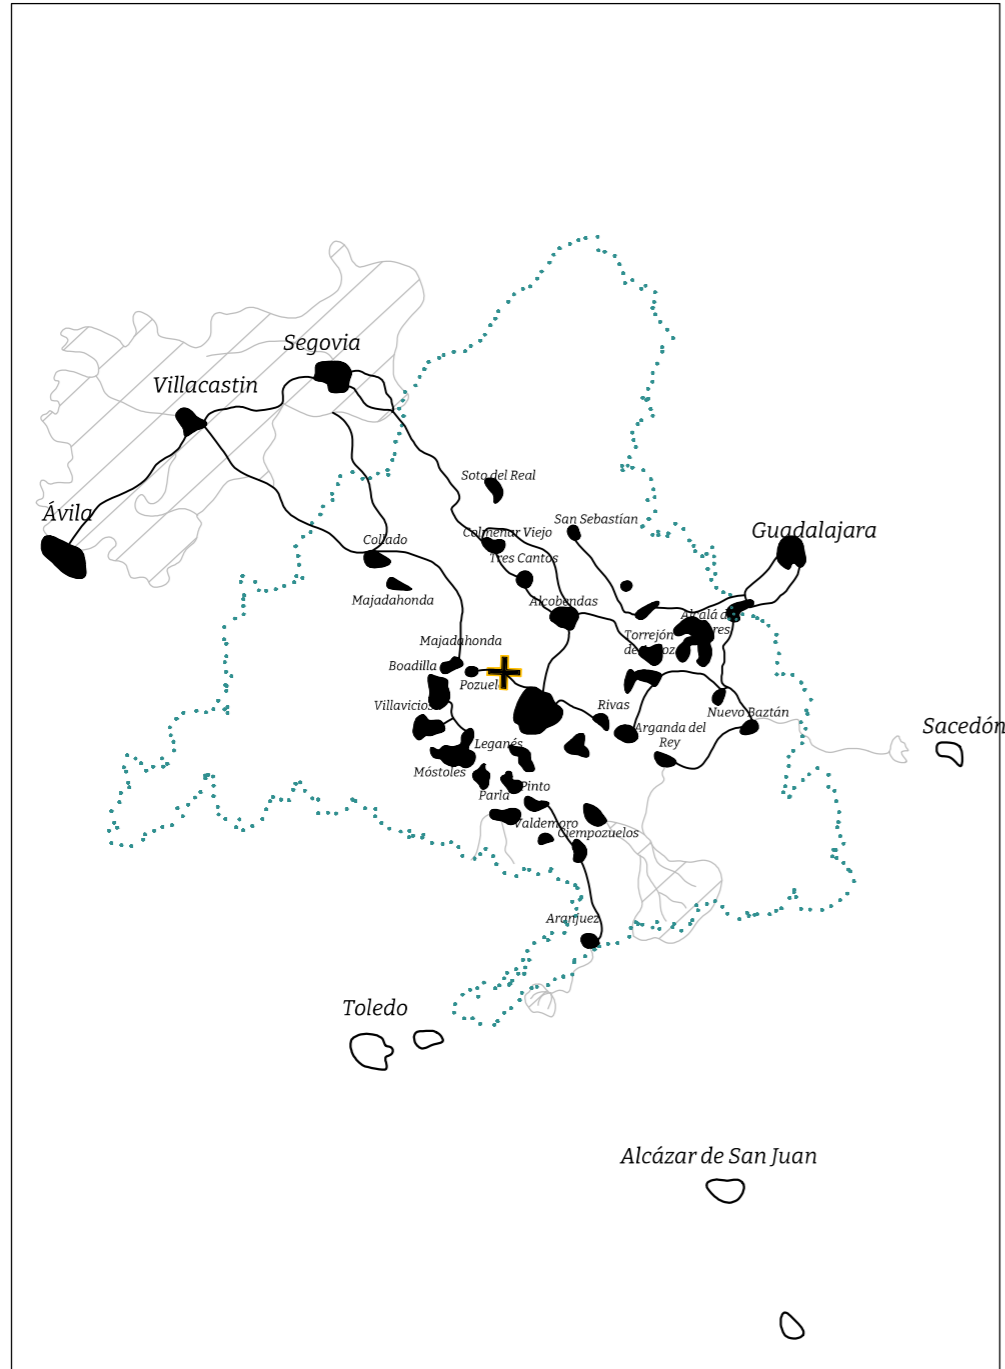 Segovia
Villacastin
Soto del Real
Ávila
San Sebastían
Guadalajara
Colmenar Viejo
Collado
Tres Cantos
Majadahonda
Alcobendas
Majadahonda
Torrejón
Boadilla
Pozuelo
Villavicios
Rivas
Nuevo Baztán
Sacedón
Arganda del
Rey
Leganés
Móstoles
Pinto
Parla
Valdemoro
Ciempozuelos
Aranjuez
Toledo
Alcázar de San Juan